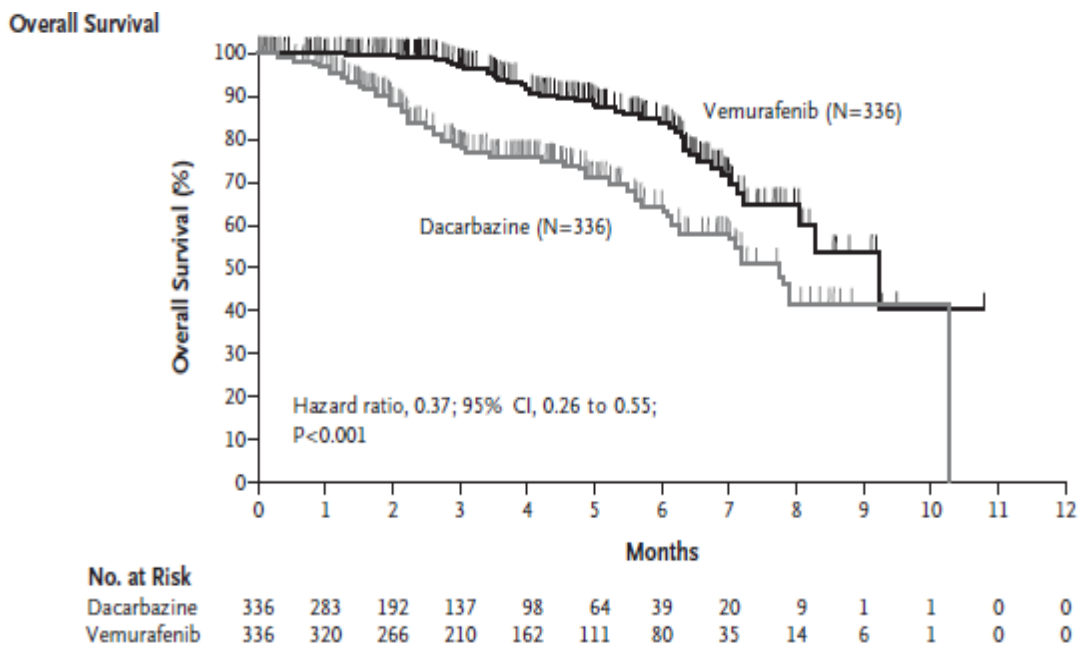 Overall Survival
100
90
80
70
60
50
40
30
20
10
0
Overall Survival (%)
Vemurafenib (N=336)
Dacarbazine (N=336)
Hazard ratio, 0.37; 95% CI, 0.26 to 0.55;
P<0.001
0 1 2 3 4 5 6 7 8 9 10 11 12
Months
No. at Risk
Dacarbazine 336 283 192 137 98 64 39 20 9 1 1 0 0
Vemurafenib 336 320 266 210 162 111 80 35 14 6 1 0 0